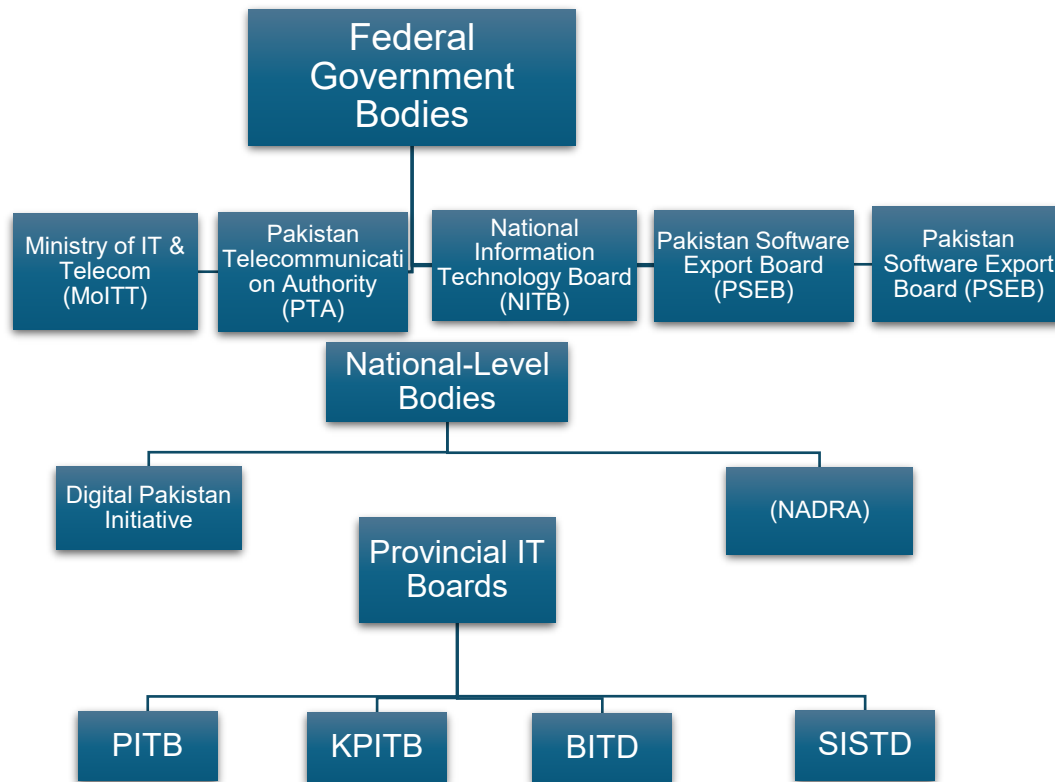 Federal
Government
Bodies
Ministry of IT &
Telecom
(MoITT)
Pakistan
Telecommunicati
on Authority
(PTA)
National
Information
Technology Board
(NITB)
Pakistan Software
Export Board
(PSEB)
Pakistan
Software Export
Board (PSEB)
National-Level
Bodies
Digital Pakistan
Initiative
(NADRA)
Provincial IT
Boards
PITB
KPITB
BITD
SISTD